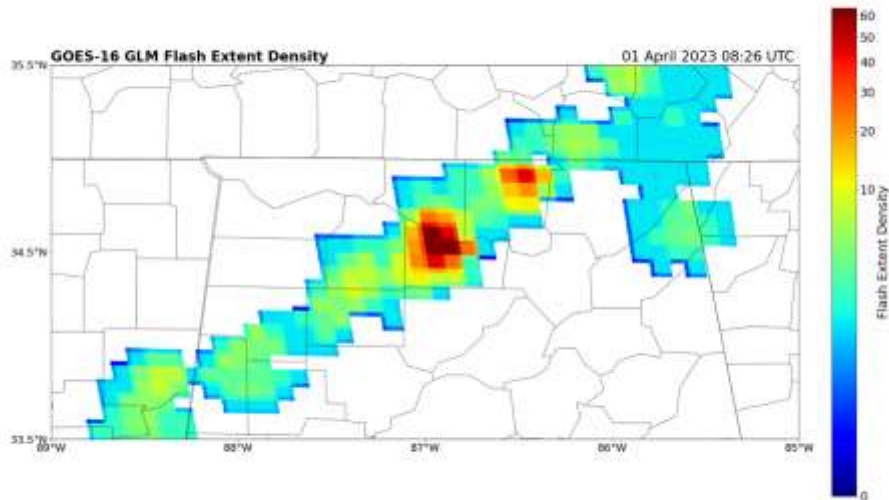 GOES-16 GLM Flash Extent Density 01 April 2023 08:26 UTC
35.5°N
34.5°N
33.5°N
89°W 88°W 87°W 86°W 85°W
60
50
40
30
20
10
0
Flash Extent Density